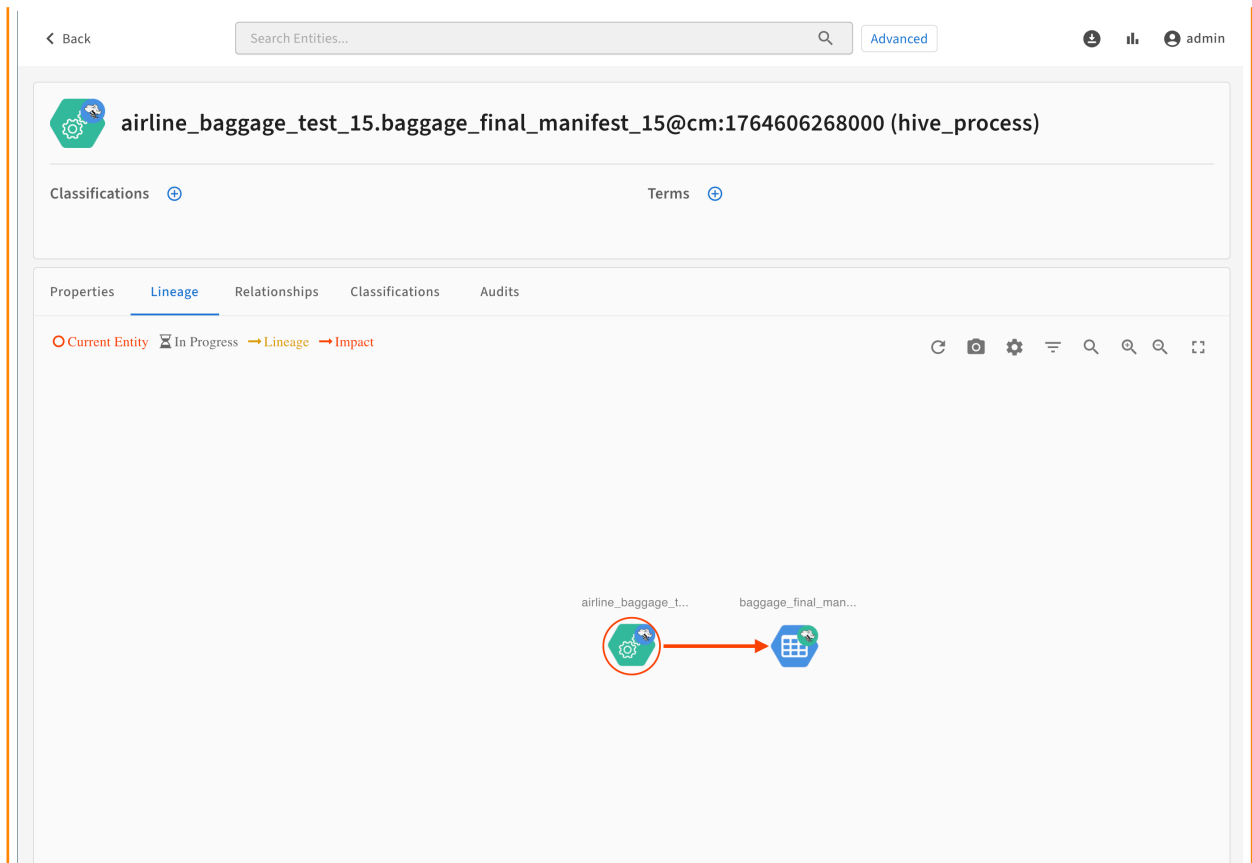 Back
Search Entities...
Advanced
admin
airline_baggage_test_15.baggage_final_manifest_15@cm:1764606268000 (hive_process)
Classifications
Terms
Properties
Lineage
Relationships
Classifications
Audits
Current Entity
In Progress
Lineage
Impact
airline_baggage_t...
baggage_final_man...